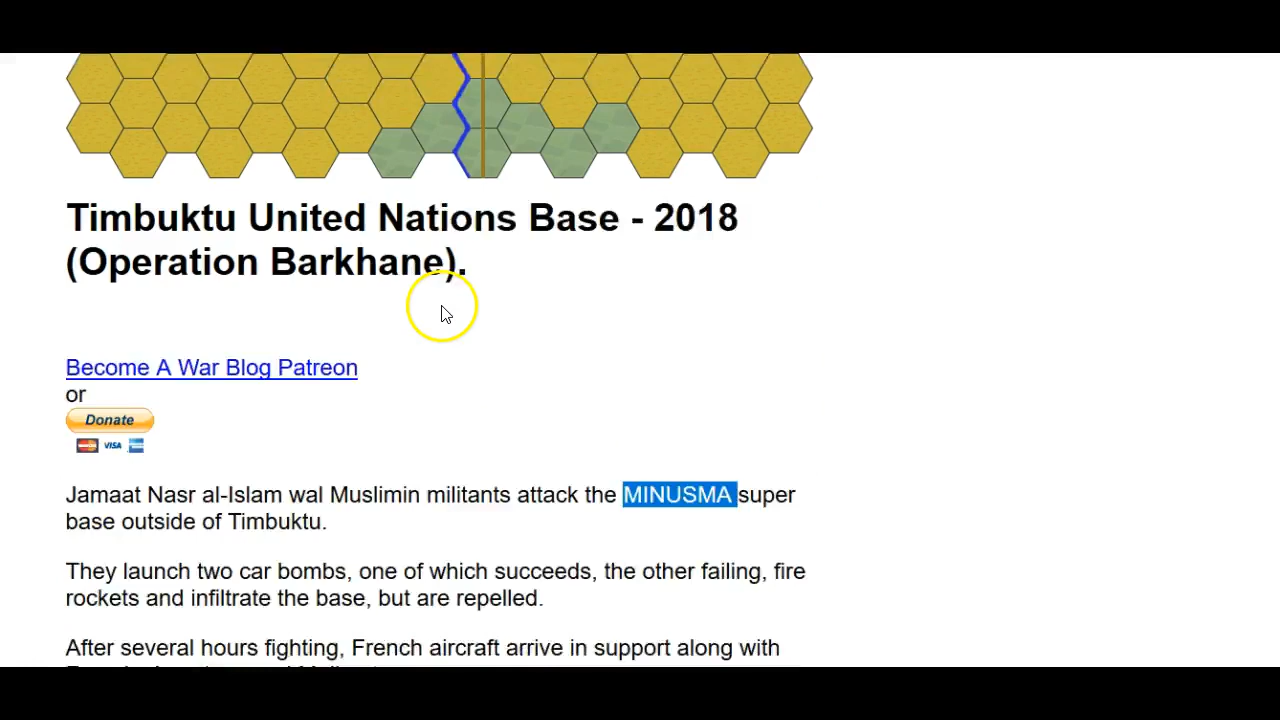 Timbuktu United Nations Base - 2018
(Operation Barkhane).
Become A War Blog Patreon
or
Donate
VISA
Jamaat Nasr al-Islam wal Muslimin militants attack the MINUSMA super
base outside of Timbuktu.
They launch two car bombs, one of which succeeds, the other failing, fire
rockets and infiltrate the base, but are repelled.
After several hours fighting, French aircraft arrive in support along with